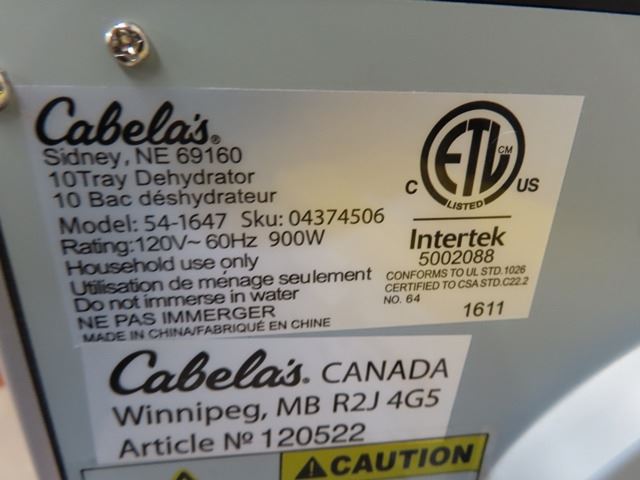 Cabela's®
Sidney, NE 69160
10Tray Dehydrator
10 Bac déshydrateur
Model: 54-1647 Sku: 04374506
Rating:120V~ 60Hz 900W
Household use only
Utilisation de ménage seulement
Do not immerse in water
NE PAS IMMERGER
MADE IN CHINA/FABRIQUÉ EN CHINE
ETL CM
C US
LISTED
Intertek
5002088
CONFORMS TO UL STD.1026
CERTIFIED TO CSA STD.C22.2
NO. 64
1611
Cabela's. CANADA
Winnipeg, MB R2J 4G5
Article Nº 120522
CAUTION